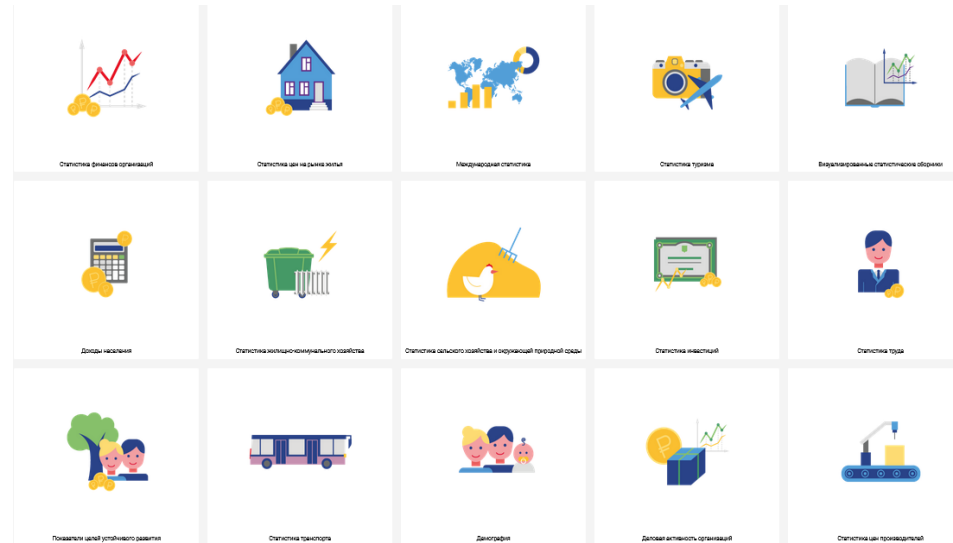 Статистика финансов организаций
Статистика цен на рынке жилья
Международная статистика
Статистика туризма
Визуализированные статистические сборники
Доходы населения
Статистика жилищно-коммунального хозяйства
Статистика сельского хозяйства и окружающей природной среды
Статистика инвестиций
Статистика труда
Показатели целей устойчивого развития
Статистика транспорта
Демография
Деловая активность организаций
Статистика цен производителей